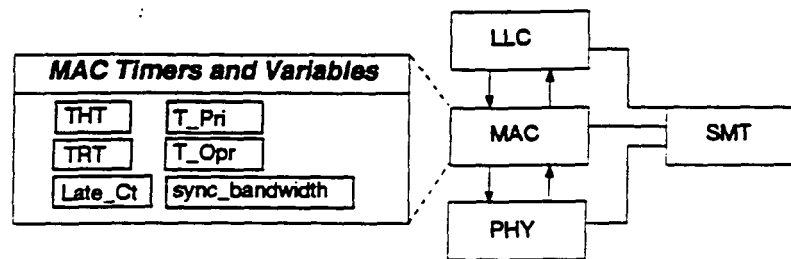 LLC
MAC Timers and Variables
THT
T_Pri
MAC
SMT
TRT
T_Opr
Late_Ct
sync_bandwidth
PHY